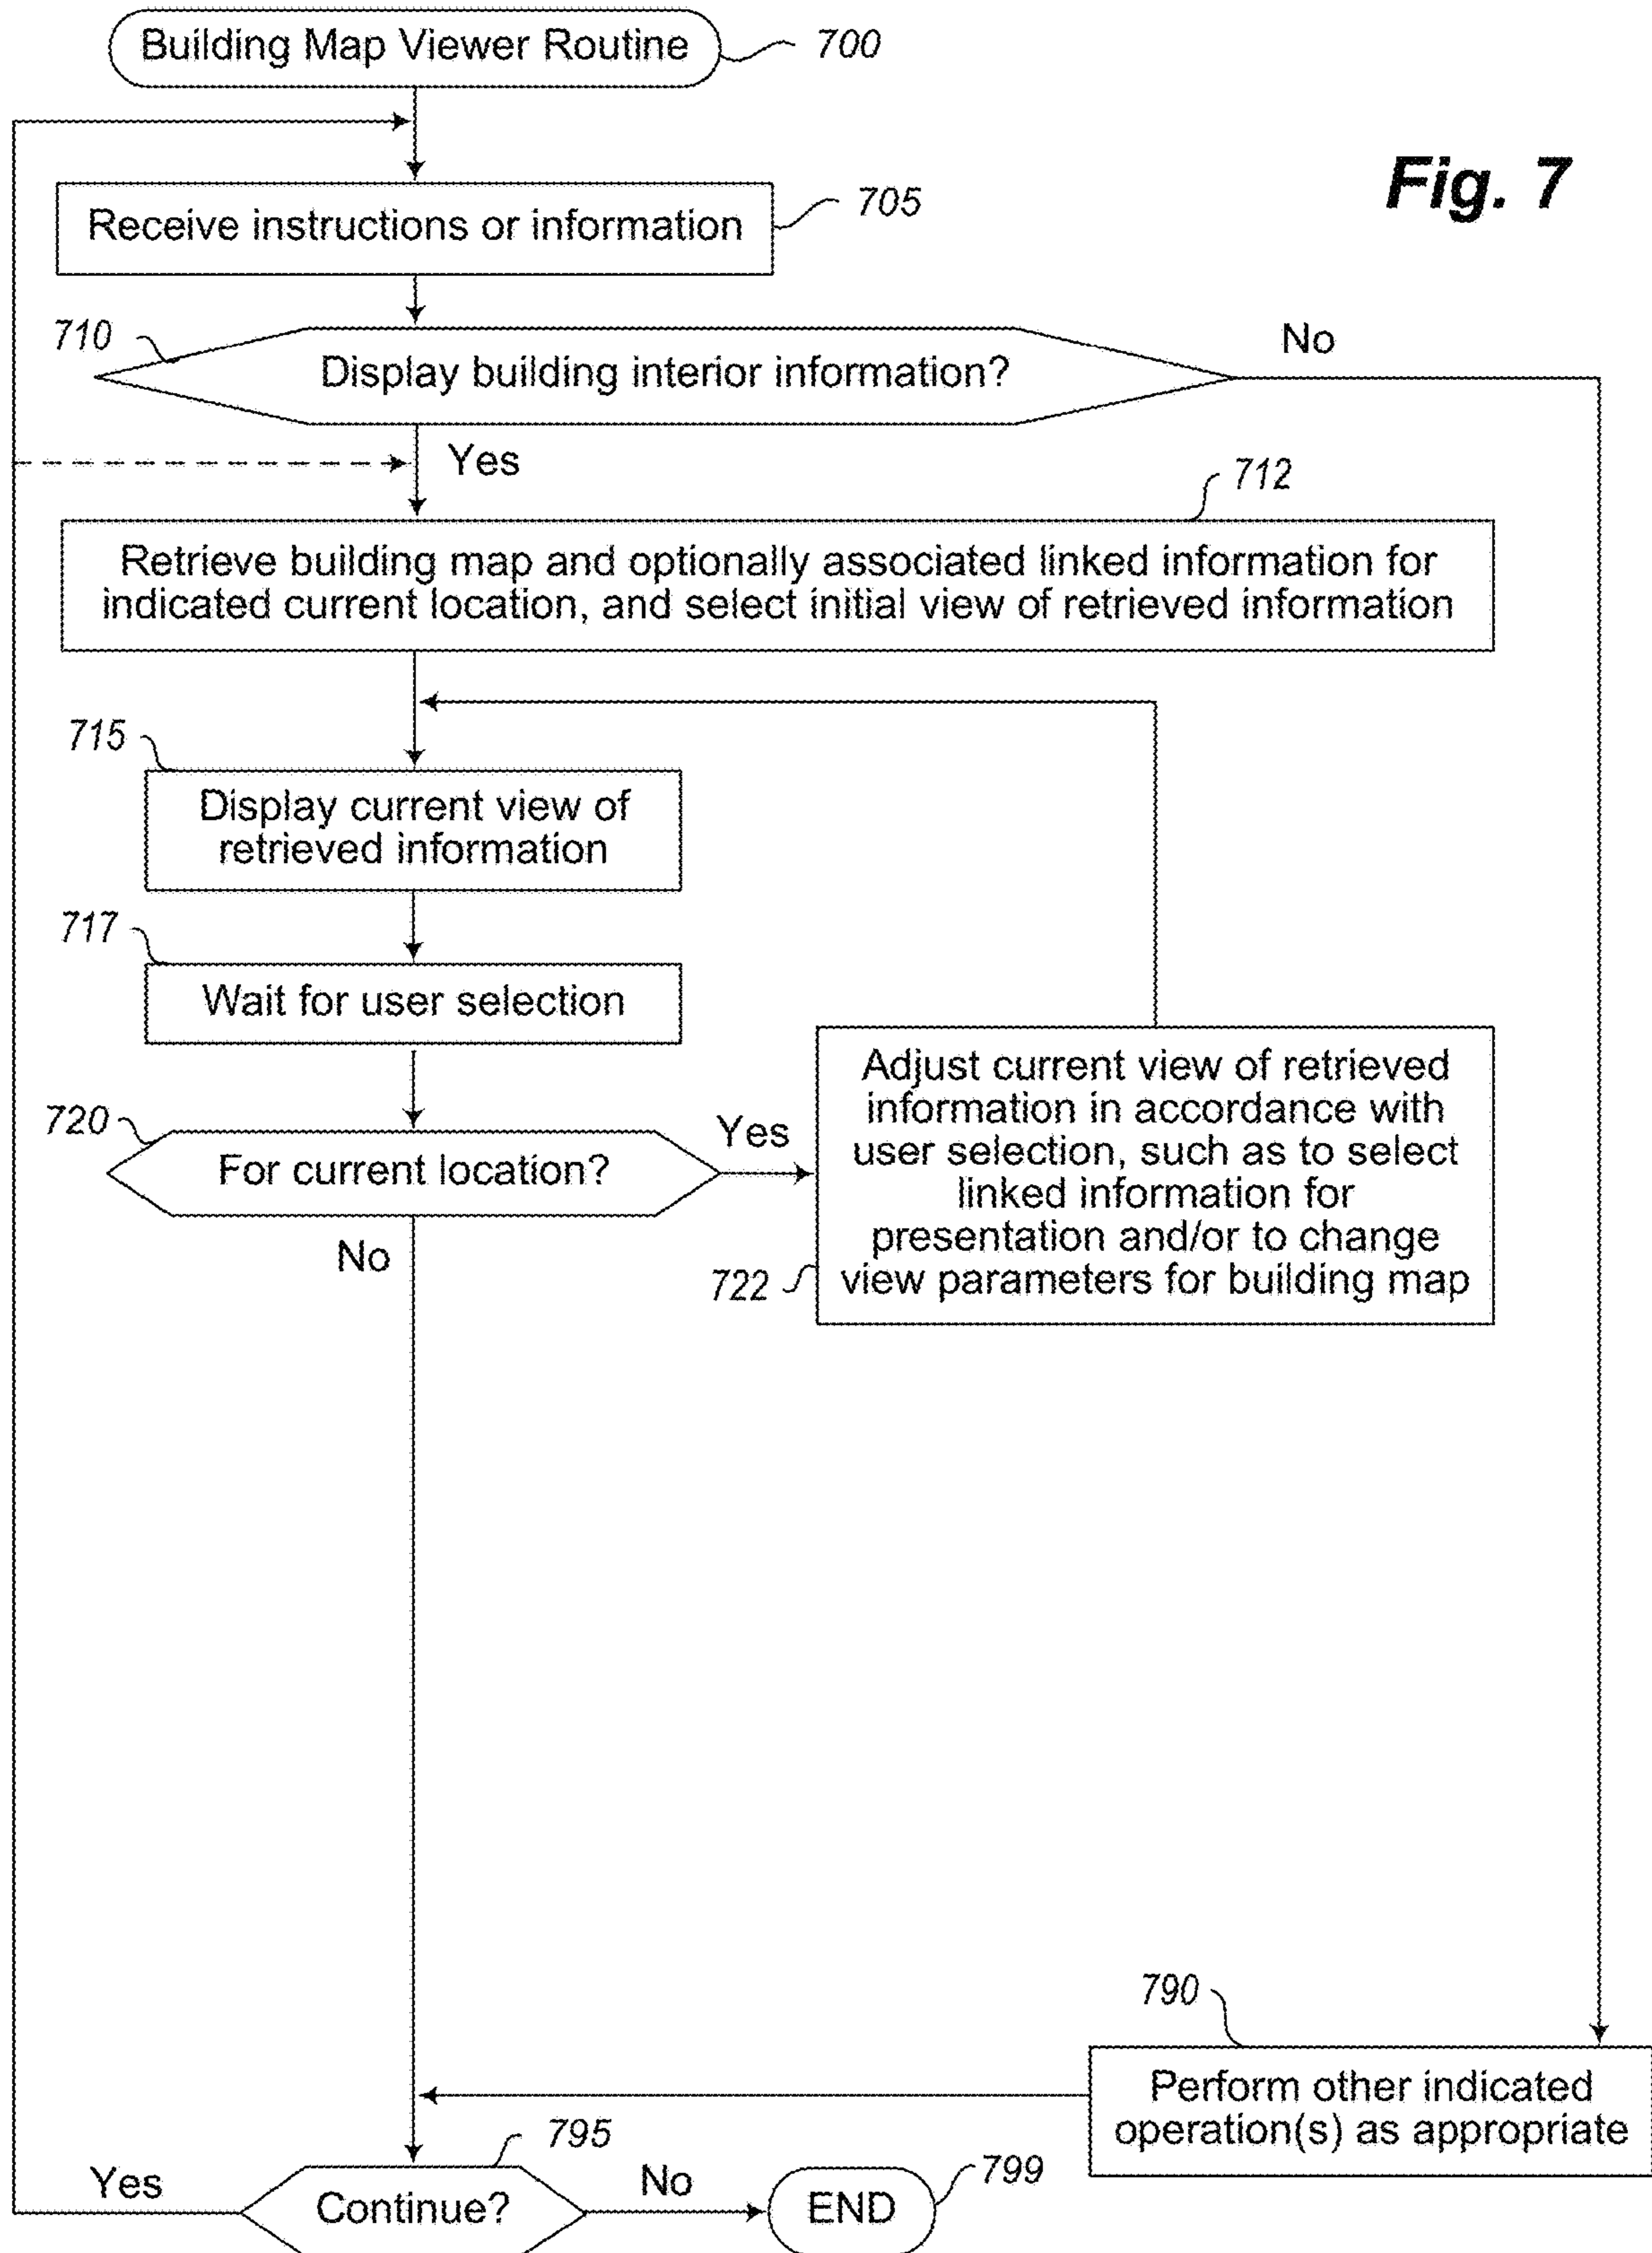 Building Map Viewer Routine
700
Fig. 7
705
Receive instructions or information
710
Display building interior information?
No
Yes
712
Retrieve building map and optionally associated linked information for
indicated current location, and select initial view of retrieved information
715
Display current view of
retrieved information
717
Wait for user selection
720
For current location?
Yes
No
Adjust current view of retrieved
information in accordance with
user selection, such as to select
linked information for
presentation and/or to change
view parameters for building map
722
790
Perform other indicated
operation(s) as appropriate
795
Yes
Continue?
No
END
799